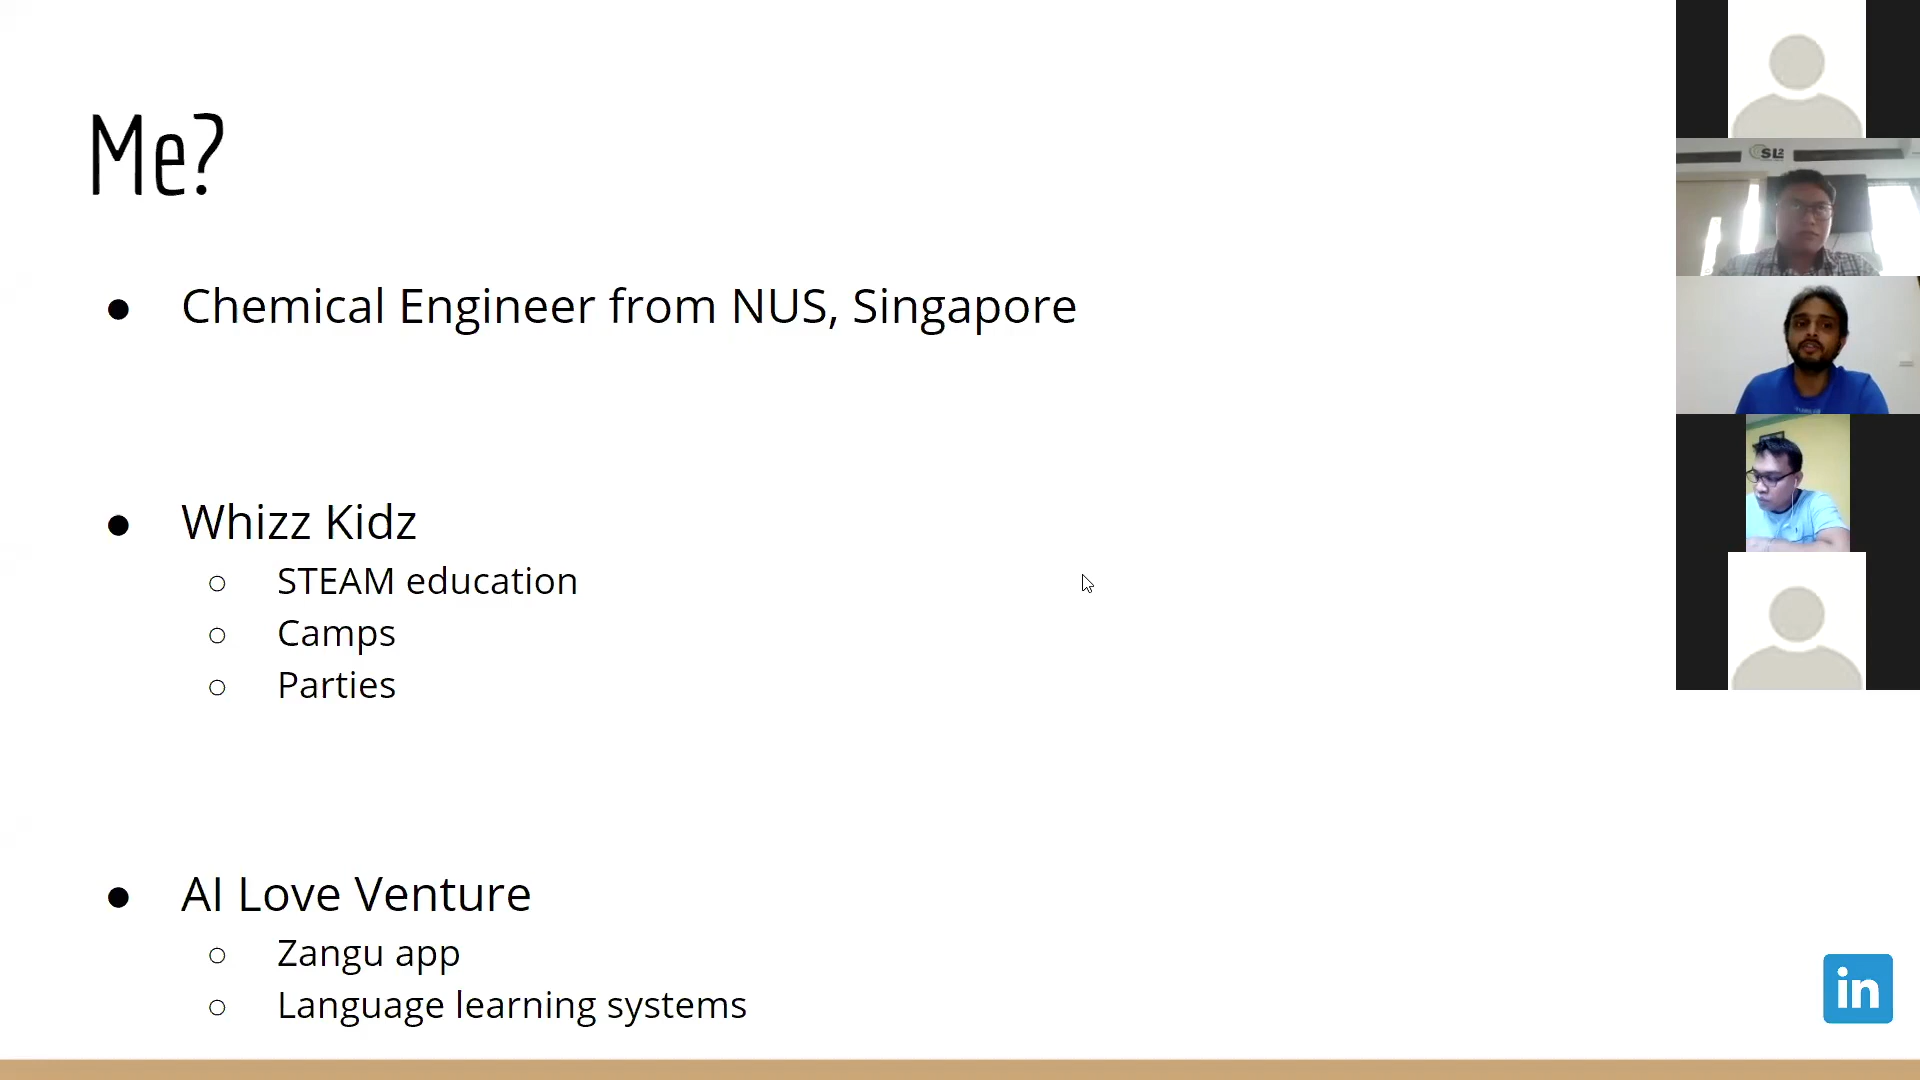 Me?
● Chemical Engineer from NUS, Singapore
● Whizz Kidz
○ STEAM education
○ Camps
○ Parties
● AI Love Venture
○ Zangu app
○ Language learning systems
SL2
in